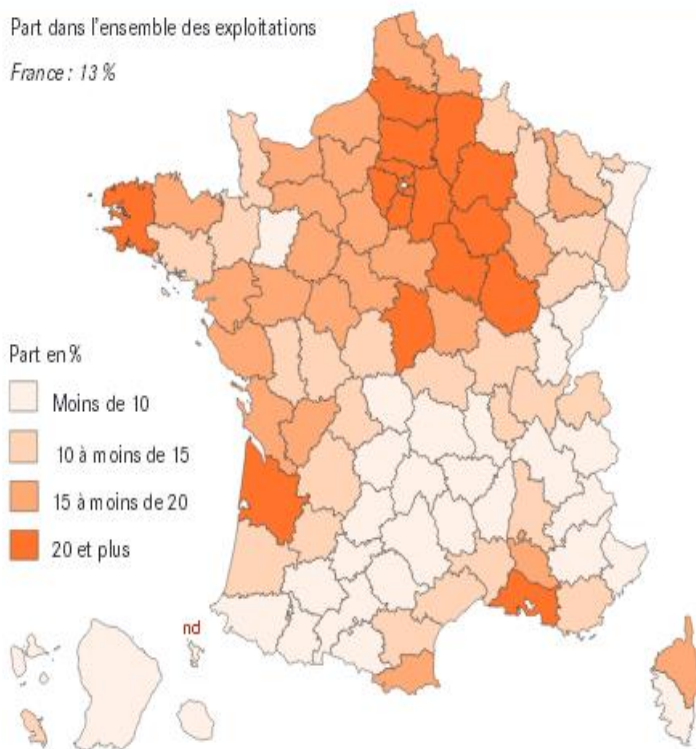 Part dans l'ensemble des exploitations
France : 13 %
Part en %
Moins de 10
10 à moins de 15
15 à moins de 20
20 et plus
nd